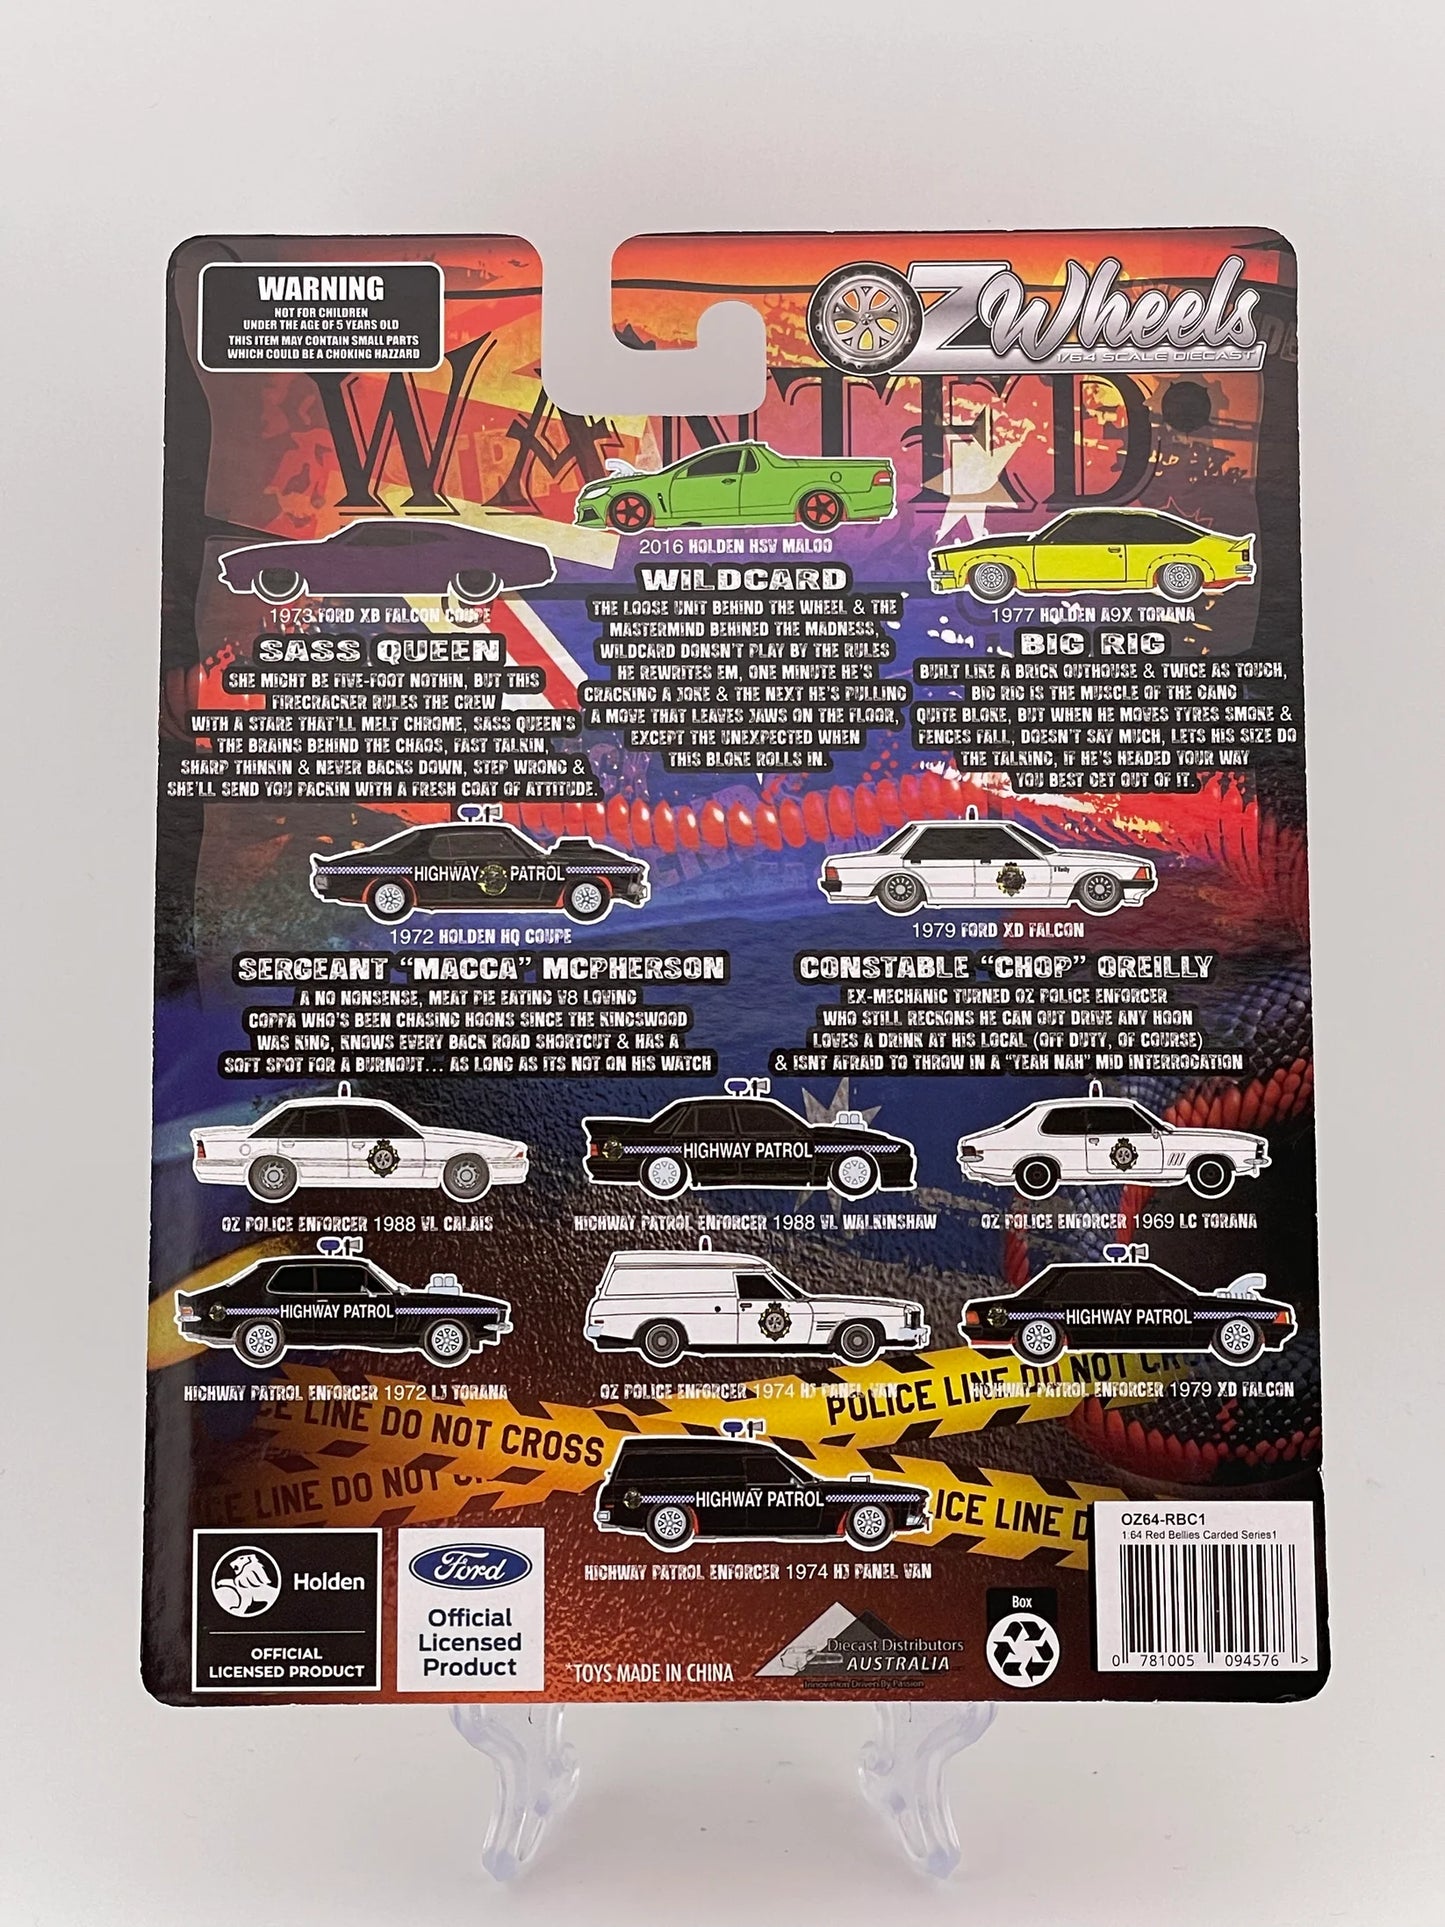 WARNING
NOT FOR CHILDREN
UNDER THE AGE OF 5 YEARS OLD
THIS ITEM MAY CONTAIN SMALL PARTS
WHICH COULD BE A CHOKING HAZZARD
OZ Wheels
1/64 SCALE DIECAST
WANTED
2016 HOLDEN HSV MALOO
WILDCARD
THE LOOSE UNIT BEHIND THE WHEEL & THE
MASTERMIND BEHINED THE MADNESS,
WILDCARD DONSN'T PLAY BY THE RULES
HE REWRITES EM, ONE MINUTE HE'S
CRACKING A JOKE & THE NEXT HE'S PULLING
A MOVE THAT LEAVES JAWS ON THE FLOOR,
EXCEPT THE UNEXPECTED WHEN
THIS BLOKE ROLLS IN.
1973 FORD XB FALCON COUPE
SASS QUEEN
SHE MIGHT BE FIVE-FOOT NOTHIN, BUT THIS
FIRECRACKER RULES THE CREW
WITH A STARE THAT'LL MELT CHROME, SASS QUEEN'S
THE BRAINS BEHIND THE CHAOS, FAST TALKIN,
SHARP THINKIN & NEVER BACKS DOWN, STEP WRONG &
SHE'LL SEND YOU PACKIN WITH A FRESH COAT OF ATTITUDE.
1977 HOLDEN A9X TORANA
BIG RIG
BUILT LIKE A BRICK OUTHOUSE & TWICE AS TOUGH,
BIG RIG IS THE MUSCLE OF THE GANG
QUITE BLOKE, BUT WHEN HE MOVES TYRES SMOKE &
FENCES FALL, DOESN'T SAY MUCH, LETS HIS SIZE DO
THE TALKING, IF HE'S HEADED YOUR WAY
YOU BEST GET OUT OF IT.
HIGHWAY PATROL
1972 HOLDEN HQ COUPE
SERGEANT “MACCA” MCPHERSON
A NO NONSENSE, MEAT PIE EATING V8 LOVING
COPPA WHO'S BEEN CHASING HOONS SINCE THE KINGSWOOD
WAS KING, KNOWS EVERY BACK ROAD SHORTCUT & HAS A
SOFT SPOT FOR A BURNOUT... AS LONG AS ITS NOT ON HIS WATCH
1979 FORD XD FALCON
CONSTABLE “CHOP” OREILLY
EX-MECHANIC TURNED OZ POLICE ENFORCER
WHO STILL RECKONS HE CAN OUT DRIVE ANY HOON
LOVES A DRINK AT HIS LOCAL (OFF DUTY, OF COURSE)
& ISNT AFRAID TO THROW IN A "YEAH NAH" MID INTERROGATION
OZ POLICE ENFORCER 1988 VL CALAIS
HIGHWAY PATROL
HIGHWAY PATROL ENFORCER 1988 VL WALKINSHAW
OZ POLICE ENFORCER 1969 LC TORANA
HIGHWAY PATROL
HIGHWAY PATROL ENFORCER 1972 LJ TORANA
OZ POLICE ENFORCER 1974 HJ PANEL VAN
HIGHWAY PATROL
HIGHWAY PATROL ENFORCER 1979 XD FALCON
POLICE LINE DO NOT CR
CE LINE DO NOT CROSS
LINE DO NOT
HIGHWAY PATROL
ICE LINE D
HIGHWAY PATROL ENFORCER 1974 HJ PANEL VAN
Holden
OFFICIAL
LICENSED PRODUCT
Ford
Official
Licensed
Product
*TOYS MADE IN CHINA
Diecast Distributors
AUSTRALIA
Innovation Driven By Passion
Box
OZ64-RBC1
1:64 Red Bellies Carded Series1
0 781005 094576 >